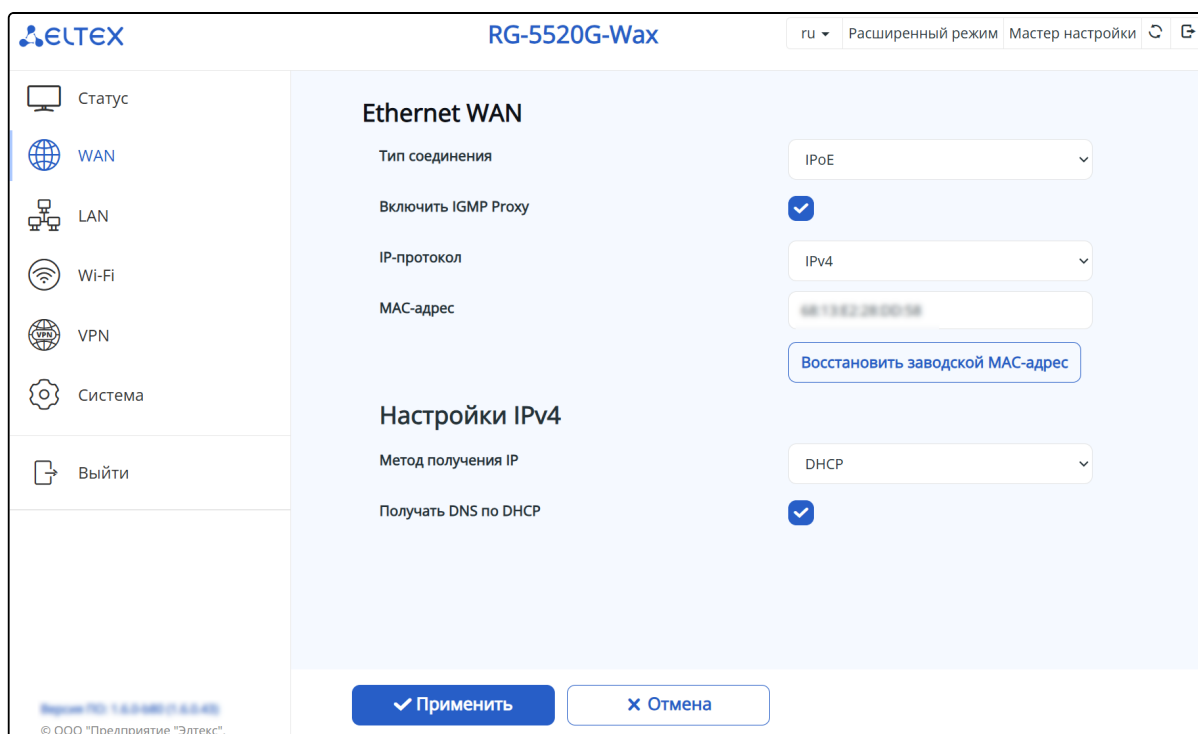 ELTEX
RG-5520G-Wax
ru
Расширенный режим
Мастер настройки
Статус
WAN
LAN
Wi-Fi
VPN
VPN
Система
Выйти
Ethernet WAN
Тип соединения
IPoE
Включить IGMP Proxy
IP-протокол
IPv4
MAC-адрес
Восстановить заводской MAC-адрес
Настройки IPv4
Метод получения IP
DHCP
Получать DNS по DHCP
Применить
Отмена
© ООО "Предприятие "Элтекс",